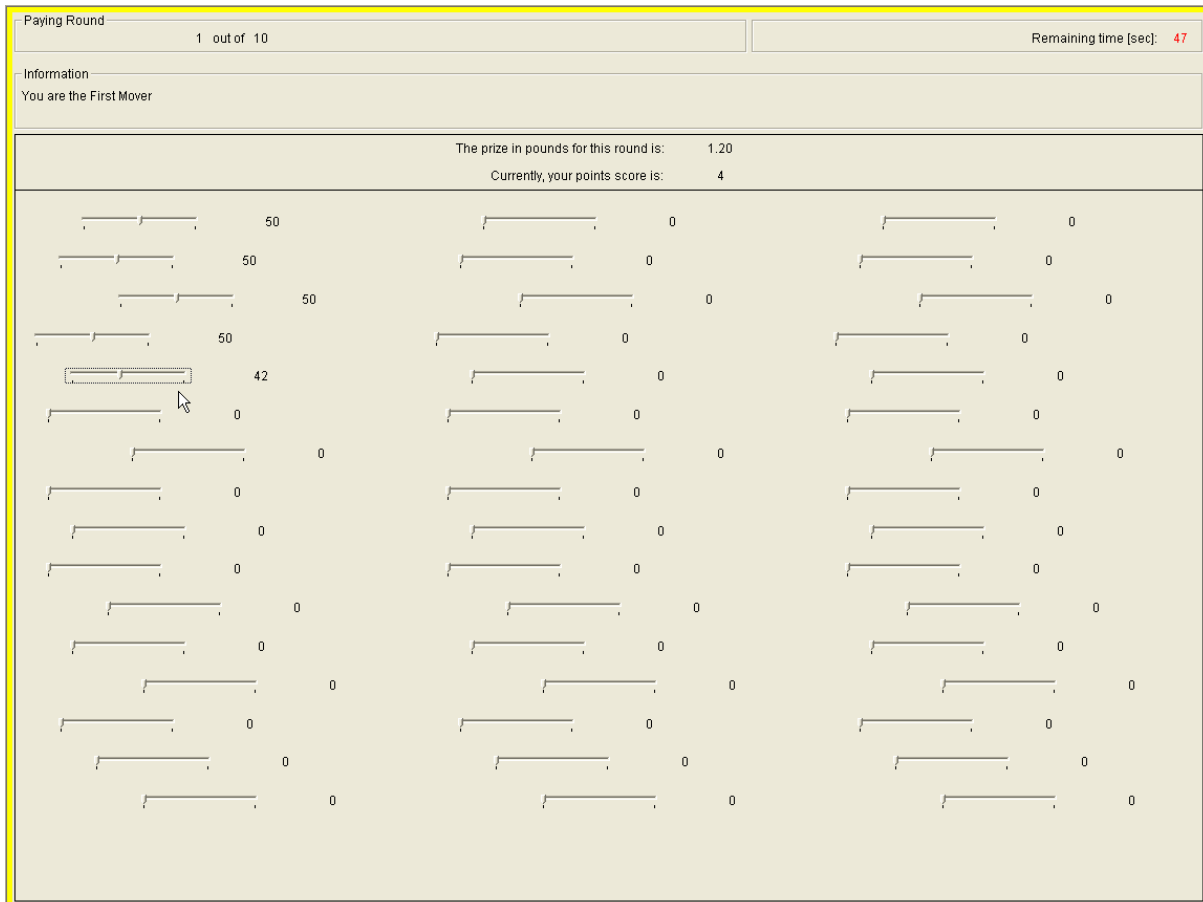 Paying Round
1 out of 10
Remaining time [sec]: 47
Information
You are the First Mover
The prize in pounds for this round is: 1.20
Currently, your points score is: 4
50 0 0
50 0 0
50 0 0
50 0 0
42 0 0
0 0 0
0 0 0
0 0 0
0 0 0
0 0 0
0 0 0
0 0 0
0 0 0
0 0 0
0 0 0
0 0 0